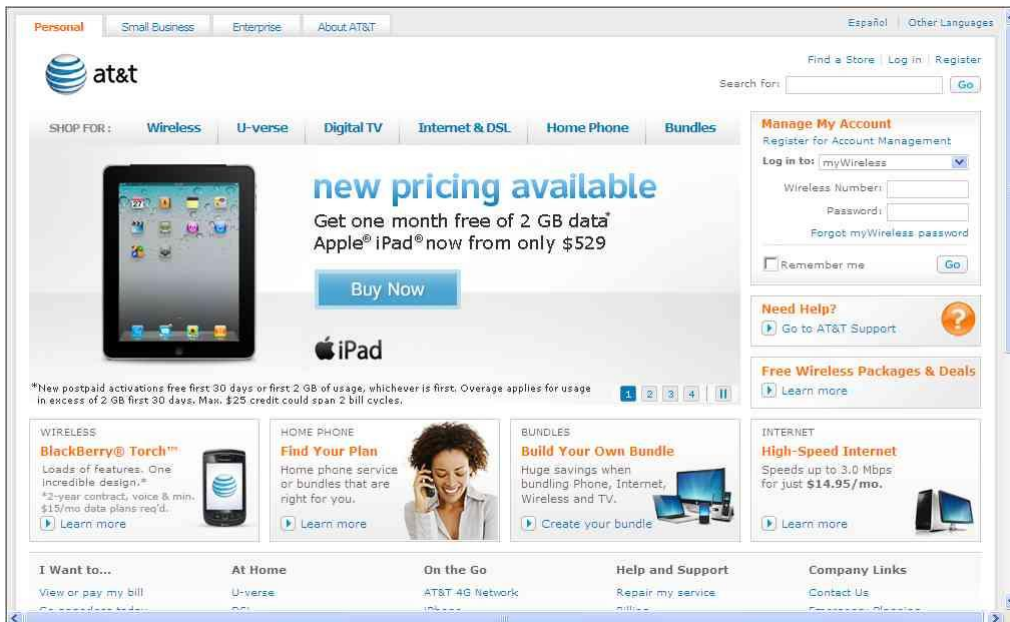 Personal
Small Business
Enterprise
About AT&T
Español
Other Languages
at&t
Find a Store
Log in
Register
Search for:
Go
SHOP FOR:
Wireless
U-verse
Digital TV
Internet & DSL
Home Phone
Bundles
new pricing available
Get one month free of 2 GB data*
Apple® iPad® now from only $529
Buy Now
iPad
*New postpaid activations free first 30 days or first 2 GB of usage, whichever is first. Overage applies for usage
in excess of 2 GB first 30 days. Max. $25 credit could span 2 bill cycles.
1 2 3 4
Manage My Account
Register for Account Management
Log in to: myWireless
Wireless Number:
Password:
Forgot myWireless password
Remember me
Go
Need Help?
Go to AT&T Support
Free Wireless Packages & Deals
Learn more
WIRELESS
BlackBerry® Torch™
Loads of features. One
incredible design.*
*2-year contract, voice & min.
$15/mo data plans req'd.
Learn more
HOME PHONE
Find Your Plan
Home phone service
or bundles that are
right for you.
Learn more
BUNDLES
Build Your Own Bundle
Huge savings when
bundling Phone, Internet,
Wireless and TV.
Create your bundle
INTERNET
High-Speed Internet
Speeds up to 3.0 Mbps
for just $14.95/mo.
Learn more
I Want to...
At Home
On the Go
Help and Support
Company Links
View or pay my bill
U-verse
AT&T 4G Network
Repair my service
Contact Us